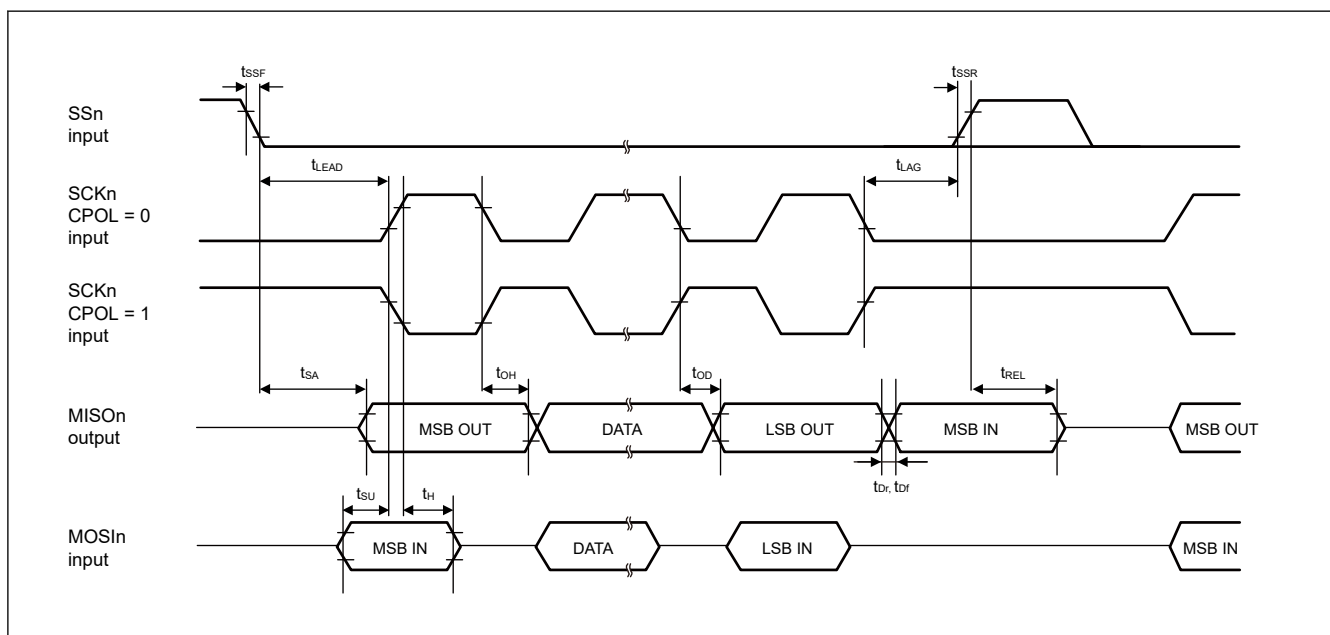 tSSF
tSSR
SSn
input
tLEAD
tLAG
SCKn
CPOL = 0
input
SCKn
CPOL = 1
input
tSA
tOH
tOD
tREL
MISOn
output
MSB OUT
DATA
LSB OUT
MSB IN
MSB OUT
tSU
tH
tDr, tDf
MOSIn
input
MSB IN
DATA
LSB IN
MSB IN